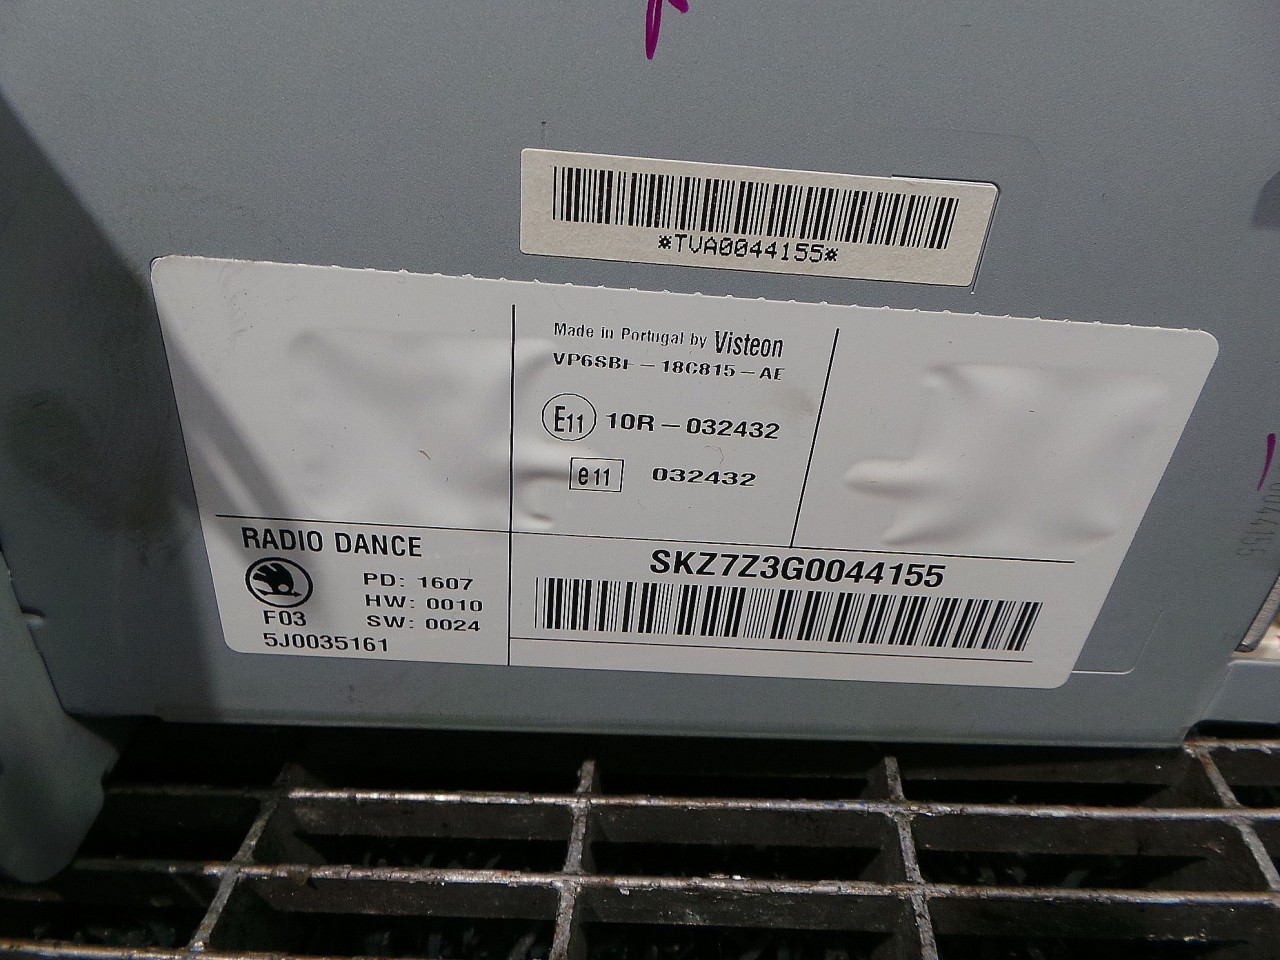 *TVA0044155*
Made in Portugal by Visteon
VP6SBF-18C815-AE
E11 10R-032432
e11 032432
RADIO DANCE
PD: 1607
HW: 0010
F03
SW: 0024
5J0035161
SKZ7Z3G0044155